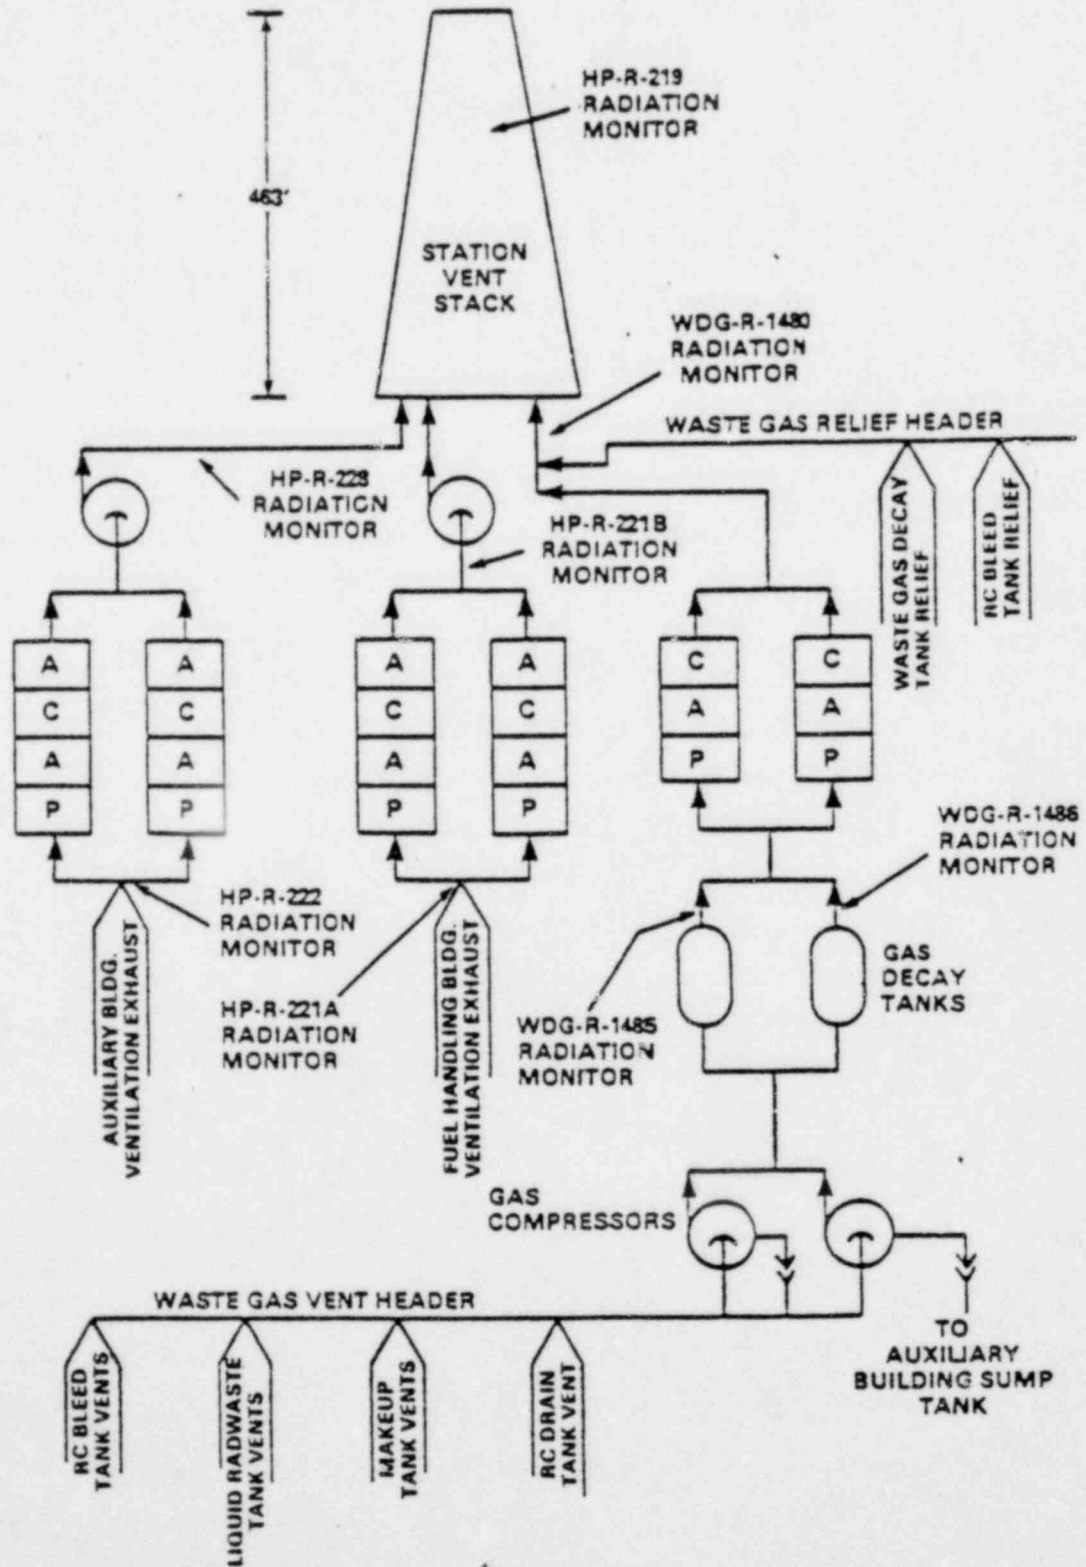 HP-R-219
RADIATION
MONITOR
463'
STATION
VENT
STACK
WDG-R-1480
RADIATION
MONITOR
WASTE GAS RELIEF HEADER
HP-R-228
RADIATION
MONITOR
HP-R-221B
RADIATION
MONITOR
WASTE GAS DECAY
TANK RELIEF
RC BLEED
TANK RELIEF
A
C
A
P
A
C
A
P
A
C
A
P
A
C
A
P
C
A
P
C
A
P
WDG-R-1486
RADIATION
MONITOR
HP-R-222
RADIATION
MONITOR
AUXILIARY BLDG.
VENTILATION EXHAUST
HP-R-221A
RADIATION
MONITOR
FUEL HANDLING BLDG.
VENTILATION EXHAUST
WDG-R-1485
RADIATION
MONITOR
GAS
DECAY
TANKS
GAS
COMPRESSORS
WASTE GAS VENT HEADER
RC BLEED
TANK VENTS
LIQUID RADWASTE
TANK VENTS
MAKEUP
TANK VENTS
RC DRAIN
TANK VENT
TO
AUXILIARY
BUILDING SUMP
TANK